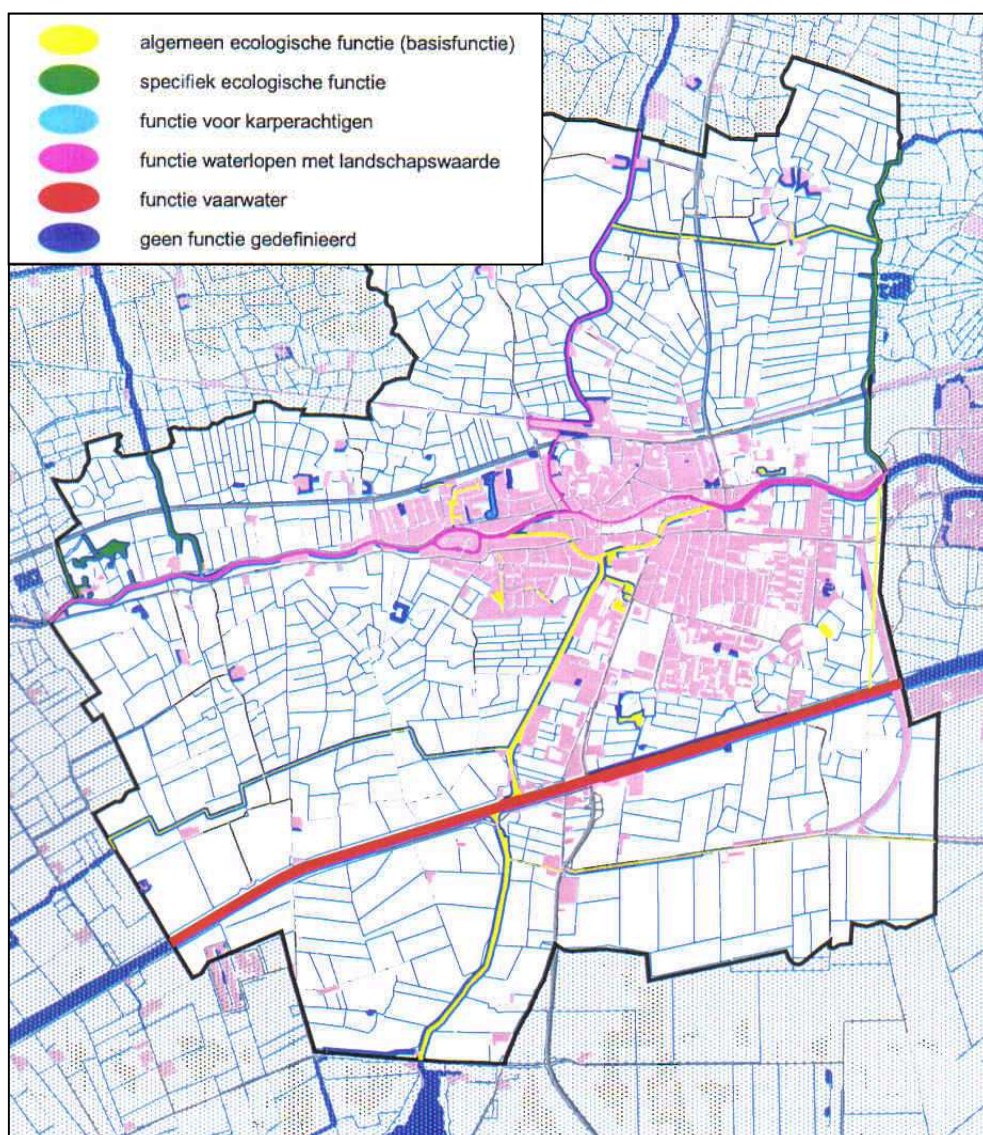 algemeen ecologische functie (basisfunctie)
specifiek ecologische functie
functie voor karperachtigen
functie waterlopen met landschapswaarde
functie vaarwater
geen functie gedefinieerd